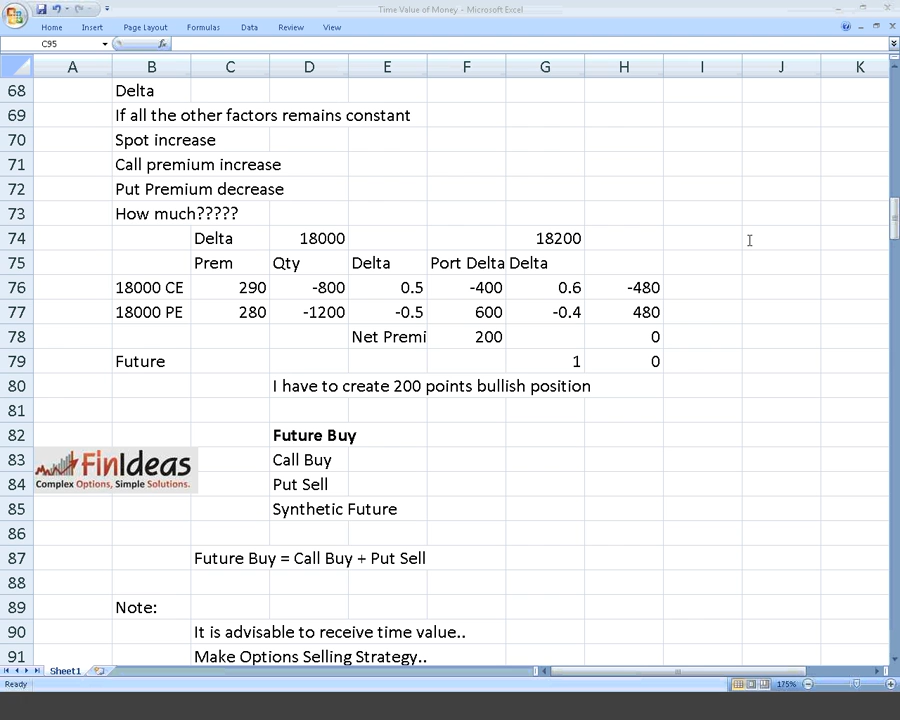 Time Value of Money - Microsoft Excel
Home Insert Page Layout Formulas Data Review View
C95 fx
A B C D E F G H I J K
68 Delta
69 If all the other factors remains constant
70 Spot increase
71 Call premium increase
72 Put Premium decrease
73 How much?????
74 Delta 18000 18200
75 Prem Qty Delta Port Delta Delta
76 18000 CE 290 -800 0.5 -400 0.6 -480
77 18000 PE 280 -1200 -0.5 600 -0.4 480
78 Net Premi 200 0
79 Future 1 0
80 I have to create 200 points bullish position
81
82 Future Buy
83 Call Buy
84 Put Sell
85 Synthetic Future
86
87 Future Buy = Call Buy + Put Sell
88
89 Note:
90 It is advisable to receive time value..
91 Make Options Selling Strategy..
FinIdeas
Complex Options, Simple Solutions.
Sheet1
Ready 175%